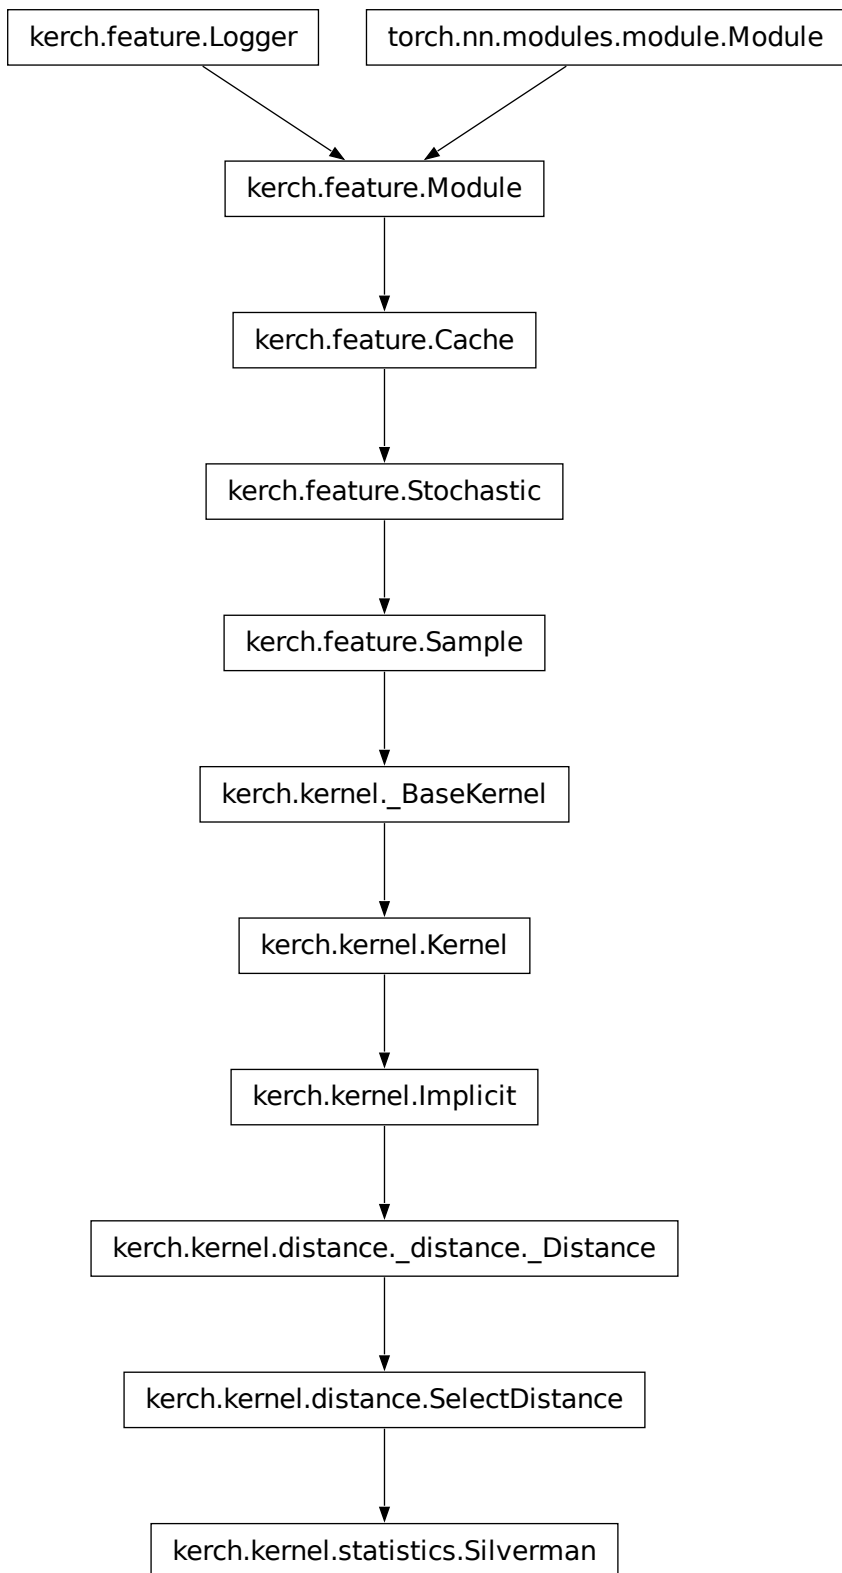 kerch.feature.Logger
torch.nn.modules.module.Module
kerch.feature.Module
kerch.feature.Cache
kerch.feature.Stochastic
kerch.feature.Sample
kerch.kernel._BaseKernel
kerch.kernel.Kernel
kerch.kernel.Implicit
kerch.kernel.distance._distance._Distance
kerch.kernel.distance.SelectDistance
kerch.kernel.statistics.Silverman